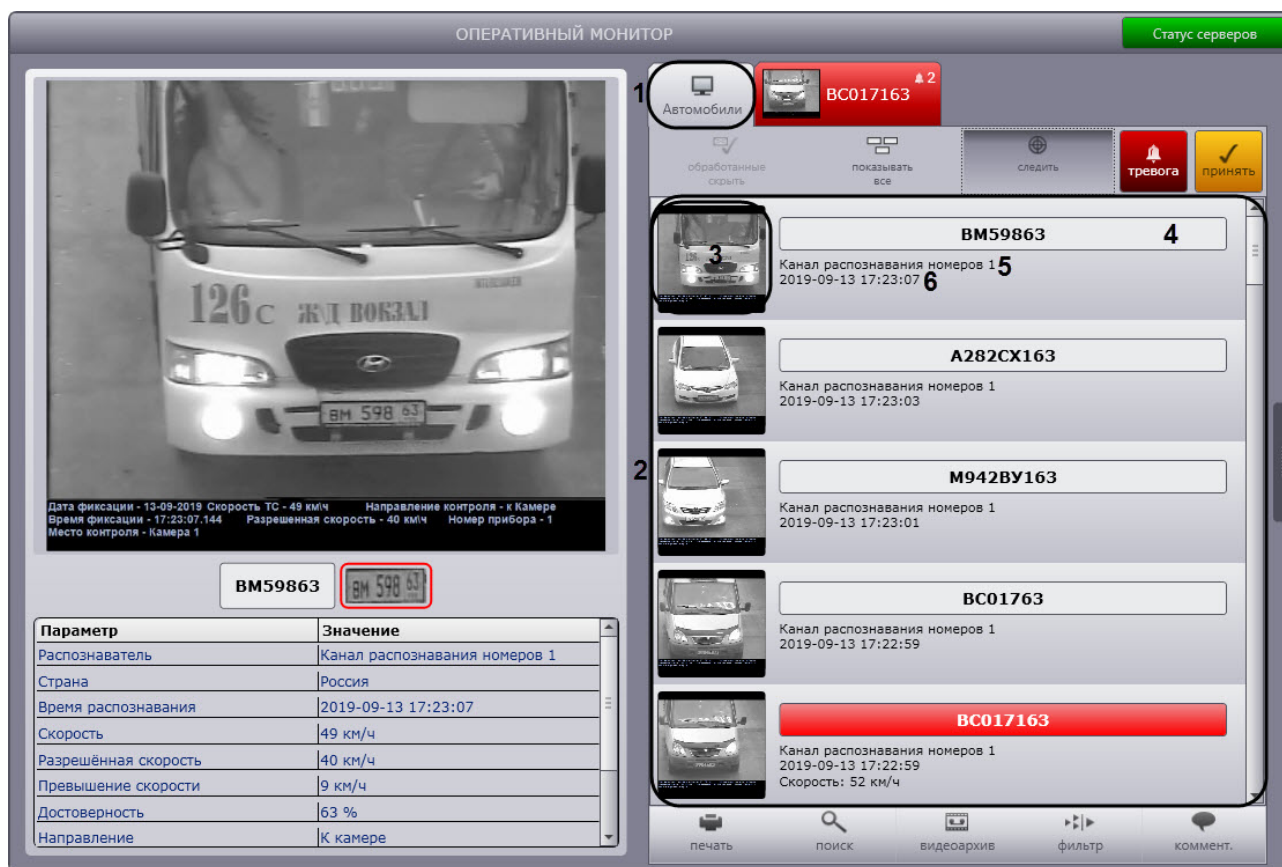 ОПЕРАТИВНЫЙ МОНИТОР
Статус серверов
126с Ж\Д ВОКЗАЛ
ВМ 598 63
Дата фиксации - 13-09-2019 Скорость ТС - 49 км\ч Направление контроля - к Камере
Время фиксации - 17:23:07.144 Разрешенная скорость - 40 км\ч Номер прибора - 1
Место контроля - Камера 1
ВМ59863
ВМ 598 63
Параметр Значение
Распознаватель Канал распознавания номеров 1
Страна Россия
Время распознавания 2019-09-13 17:23:07
Скорость 49 км/ч
Разрешённая скорость 40 км/ч
Превышение скорости 9 км/ч
Достоверность 63 %
Направление К камере
1
Автомобили
ВС017163
2
обработанные скрыть
показывать все
следить
тревога
принять
2
3
ВМ59863 4
Канал распознавания номеров 1 5
2019-09-13 17:23:07 6
А282СХ163
Канал распознавания номеров 1
2019-09-13 17:23:03
М942ВУ163
Канал распознавания номеров 1
2019-09-13 17:23:01
ВС01763
Канал распознавания номеров 1
2019-09-13 17:22:59
ВС017163
Канал распознавания номеров 1
2019-09-13 17:22:59
Скорость: 52 км/ч
печать
поиск
видеоархив
фильтр
коммент.